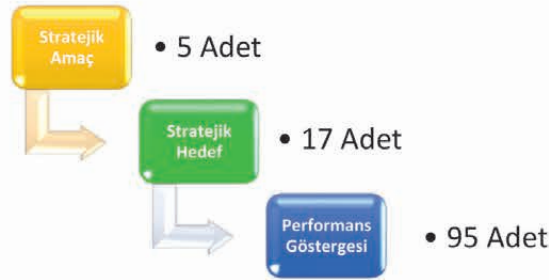 Stratejik
Amaç
• 5 Adet
Stratejik
Hedef
• 17 Adet
Performans
Göstergesi
• 95 Adet